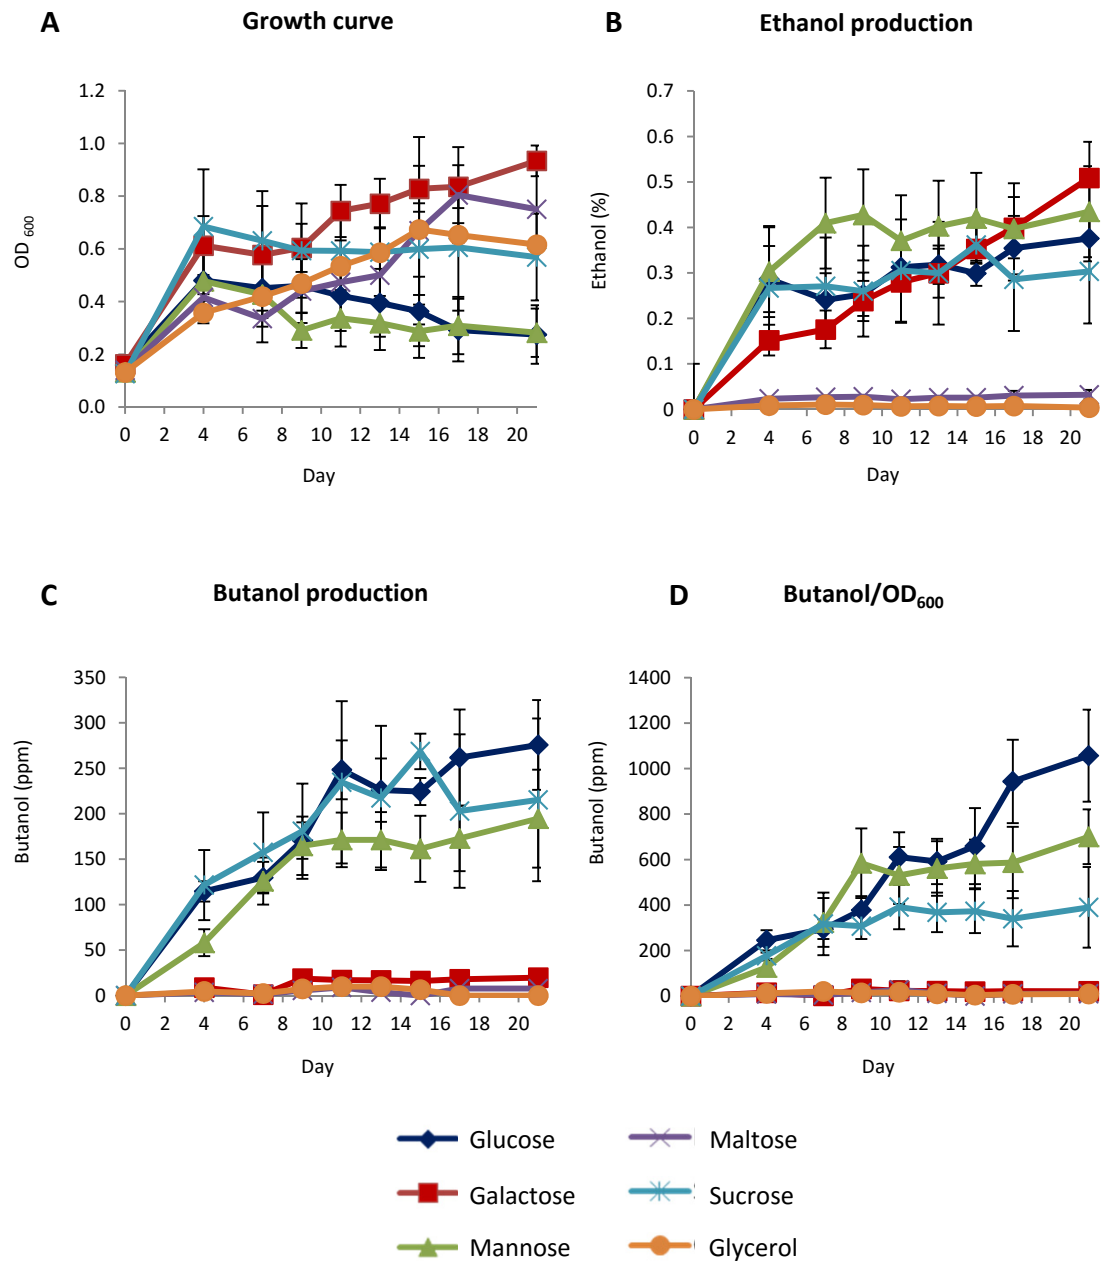 A Growth curve
B Ethanol production
1.2
1.0
0.8
0.6
0.4
0.2
0.0
OD 600
0 2 4 6 8 10 12 14 16 18 20
Day
0.7
0.6
0.5
0.4
0.3
0.2
0.1
0
Ethanol (%)
0 2 4 6 8 10 12 14 16 18 20
Day
C Butanol production
D Butanol/OD600
350
300
250
200
150
100
50
0
Butanol (ppm)
0 2 4 6 8 10 12 14 16 18 20
Day
1400
1200
1000
800
600
400
200
0
Butanol (ppm)
0 2 4 6 8 10 12 14 16 18 20
Day
Glucose Maltose
Galactose Sucrose
Mannose Glycerol